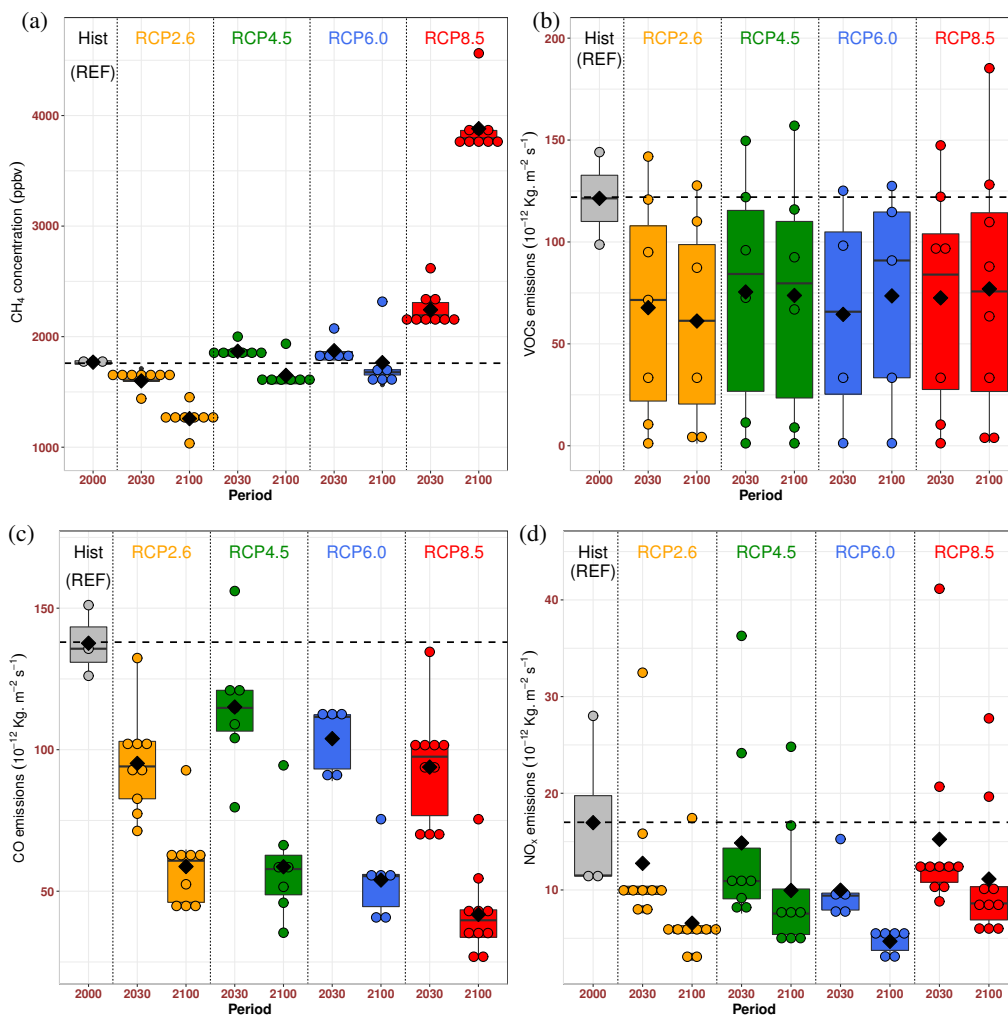 (a)
Hist RCP2.6 RCP4.5 RCP6.0 RCP8.5
(REF)
CH4 concentration (ppbv)
4000
3000
2000
1000
2000 2030 2100 2030 2100 2030 2100 2030 2100
Period
(b)
Hist RCP2.6 RCP4.5 RCP6.0 RCP8.5
(REF)
VOCs emissions (10−12 Kg. m−2 s−1)
200
150
100
50
0
2000 2030 2100 2030 2100 2030 2100 2030 2100
Period
(c)
Hist RCP2.6 RCP4.5 RCP6.0 RCP8.5
(REF)
CO emissions (10−12 Kg. m−2 s−1)
150
100
50
2000 2030 2100 2030 2100 2030 2100 2030 2100
Period
(d)
Hist RCP2.6 RCP4.5 RCP6.0 RCP8.5
(REF)
NOx emissions (10−12 Kg. m−2 s−1)
40
30
20
10
2000 2030 2100 2030 2100 2030 2100 2030 2100
Period